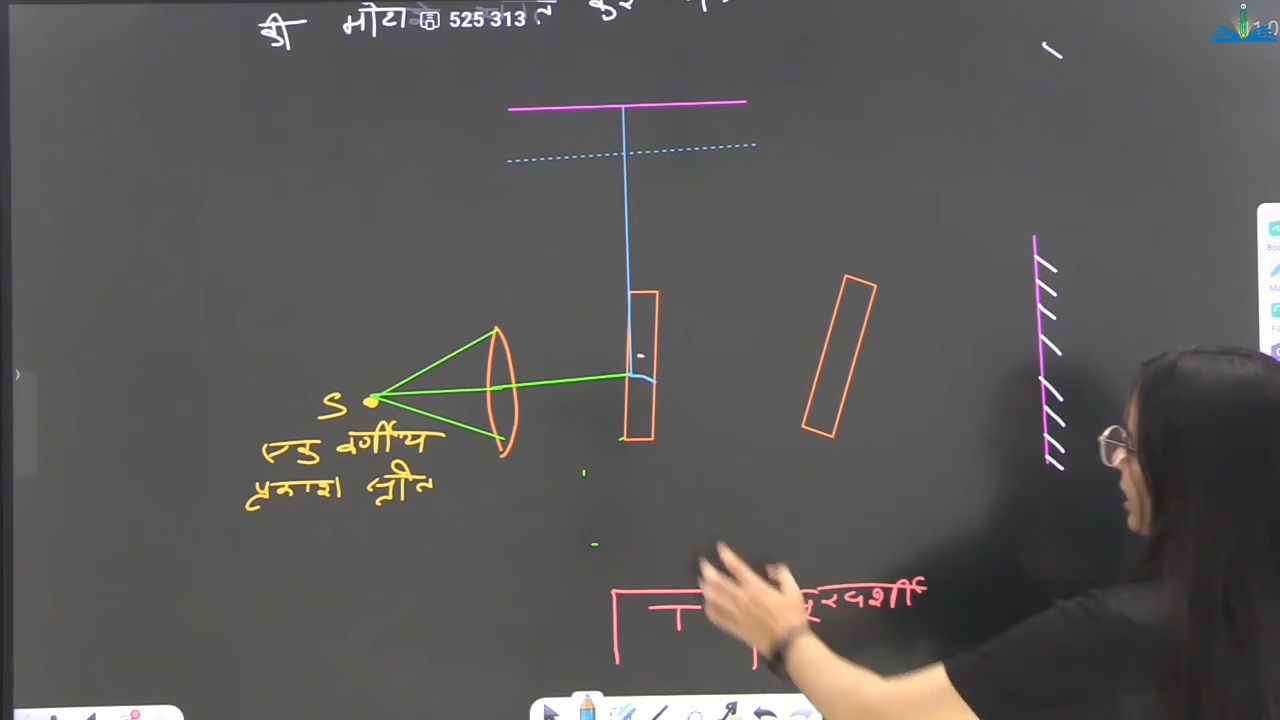 की मोटा 525 313
S
एक वर्णीय
प्रकाश स्रोत
T दूरदर्शी